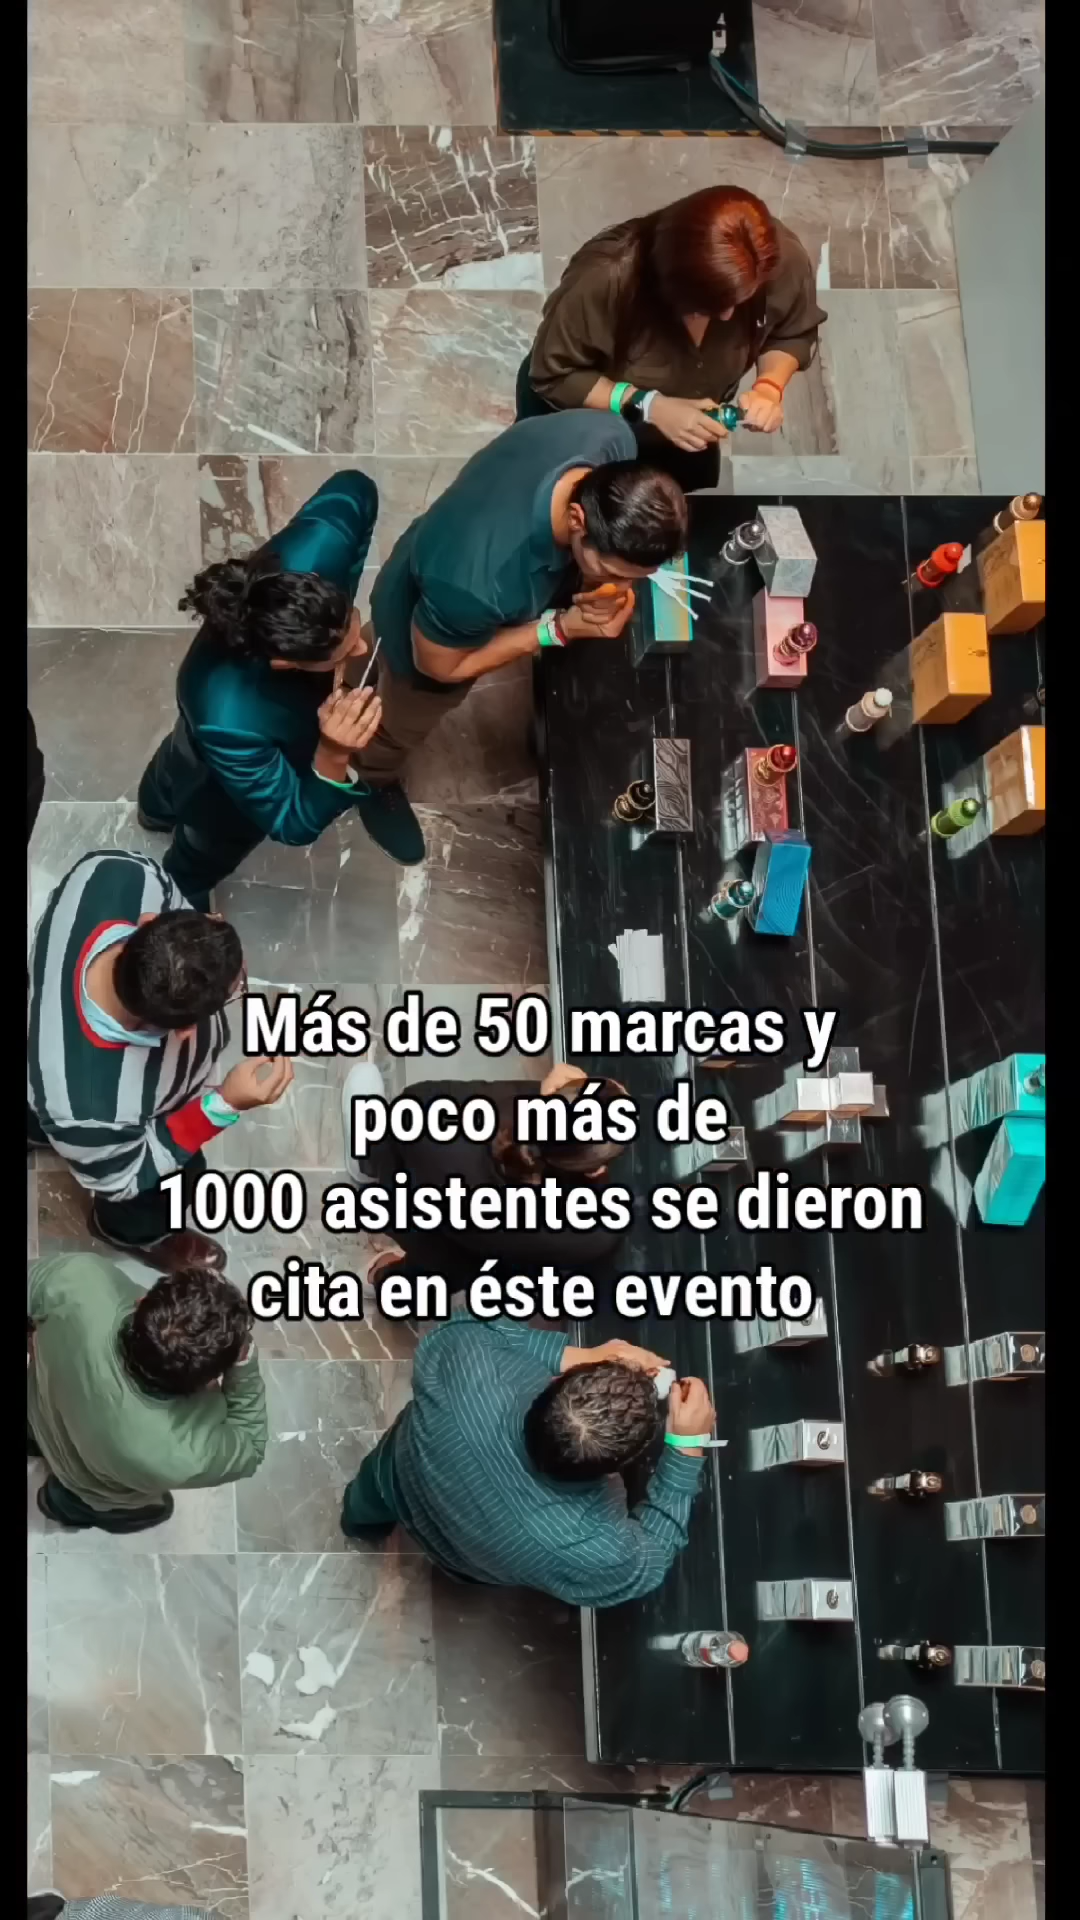 Más de 50 marcas y
poco más de
1000 asistentes se dieron
cita en éste evento